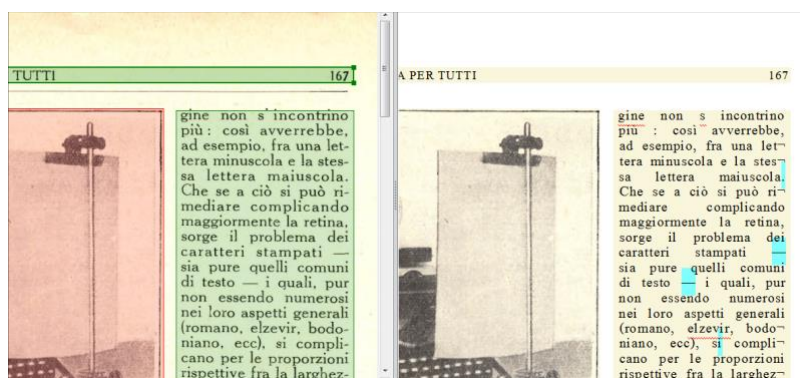 TUTTI 167
gine non s'incontrino
più : così avverrebbe,
ad esempio, fra una let-
tera minuscola e la stes-
sa lettera maiuscola.
Che se a ciò si può ri-
mediare complicando
maggiormente la retina,
sorge il problema dei
caratteri stampati —
sia pure quelli comuni
di testo — i quali, pur
non essendo numerosi
nei loro aspetti generali
(romano, elzevir, bodo-
niano, ecc), si compli-
cano per le proporzioni
rispettive fra la larghez-
A PER TUTTI 167
gine non s incontrino
più : così avverrebbe,
ad esempio, fra una let¬
tera minuscola e la stes¬
sa lettera maiuscola.
Che se a ciò si può ri¬
mediare complicando
maggiormente la retina,
sorge il problema dei
caratteri stampati —
sia pure quelli comuni
di testo — i quali, pur
non essendo numerosi
nei loro aspetti generali
(romano, elzevir, bodo¬
niano, ecc), si compli¬
cano per le proporzioni
rispettive fra la larghez¬